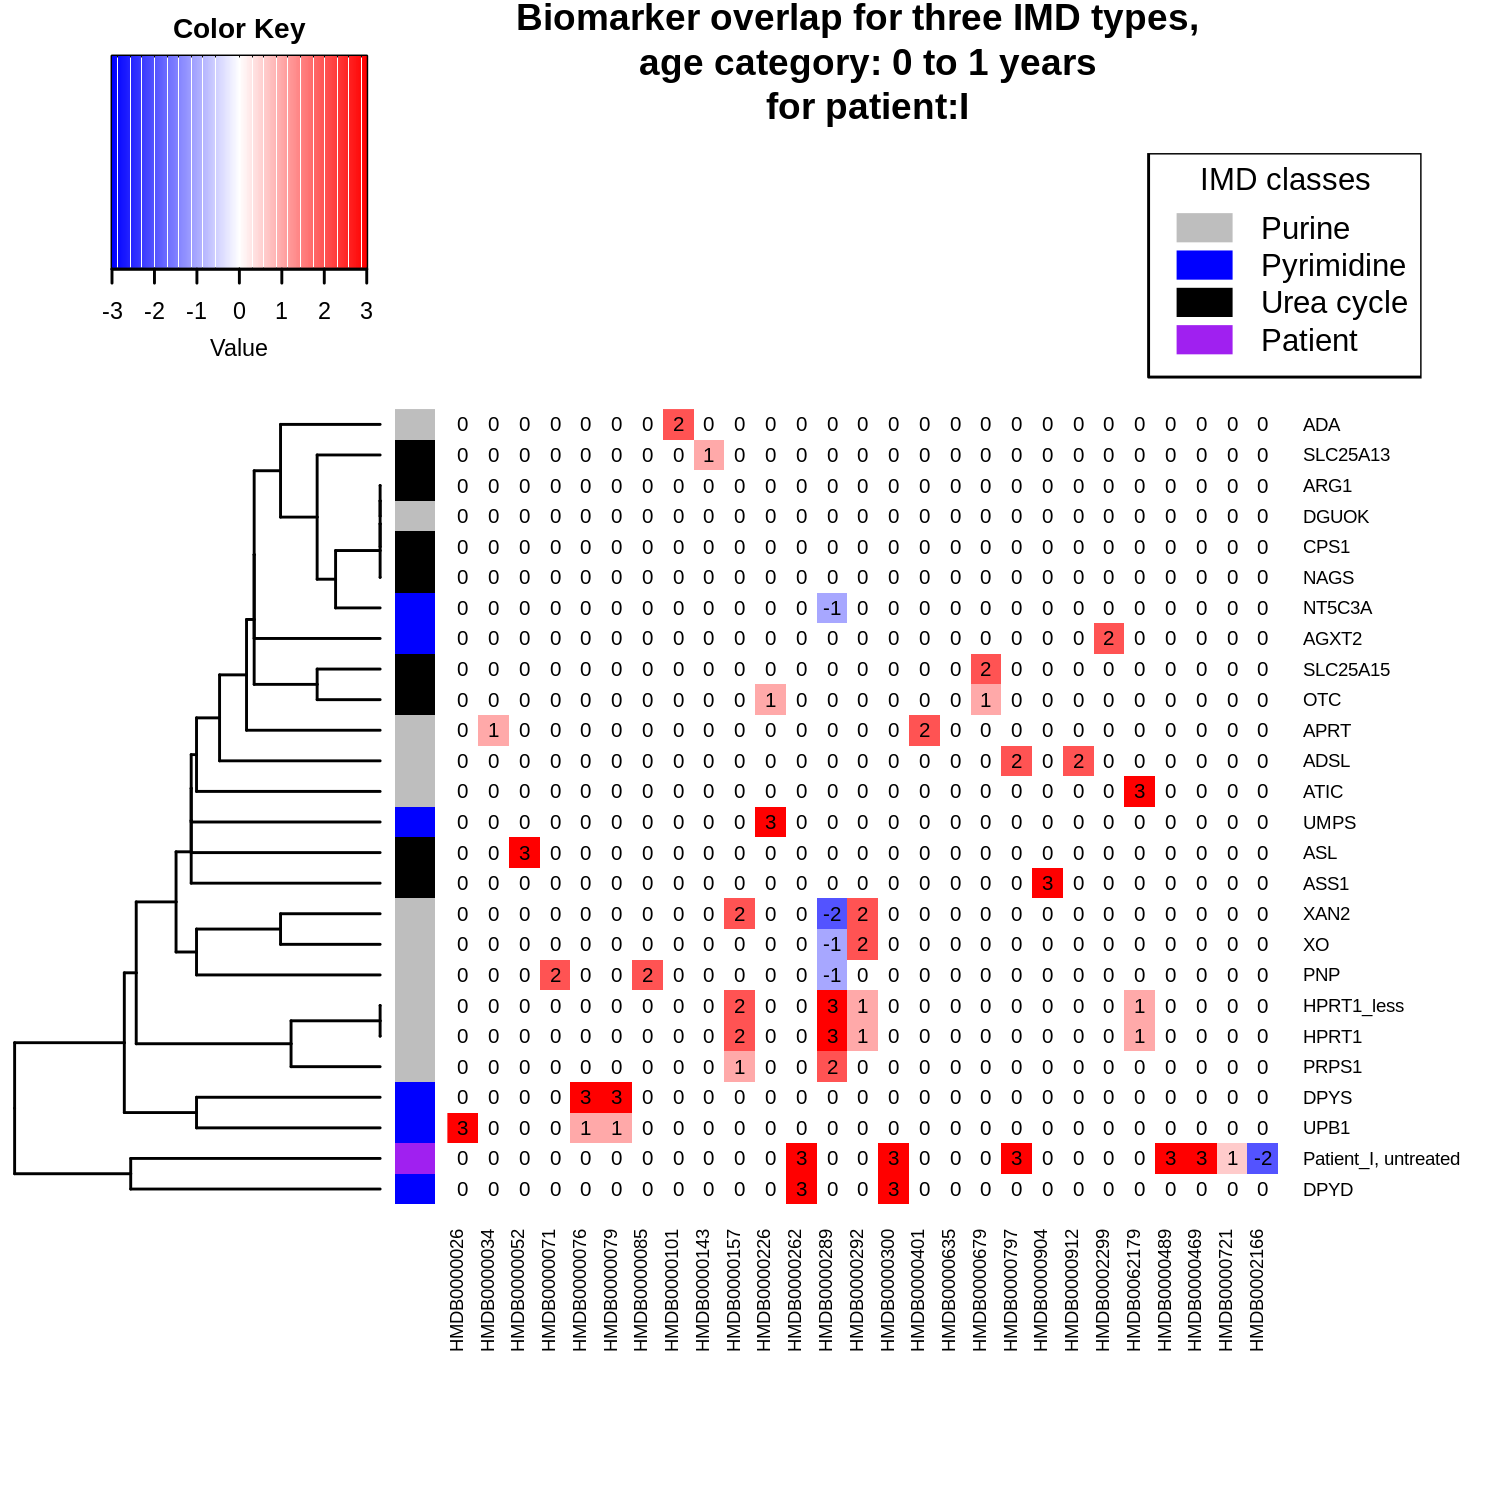 Biomarker overlap for three IMD types,
age category: 0 to 1 years
for patient:I
Color Key
-3 -2 -1 0 1 2 3
Value
IMD classes
Purine
Pyrimidine
Urea cycle
Patient
0 0 0 0 0 0 0 2 0 0 0 0 0 0 0 0 0 0 0 0 0 0 0 0 0 0 0 ADA
0 0 0 0 0 0 0 0 1 0 0 0 0 0 0 0 0 0 0 0 0 0 0 0 0 0 0 SLC25A13
0 0 0 0 0 0 0 0 0 0 0 0 0 0 0 0 0 0 0 0 0 0 0 0 0 0 0 ARG1
0 0 0 0 0 0 0 0 0 0 0 0 0 0 0 0 0 0 0 0 0 0 0 0 0 0 0 DGUOK
0 0 0 0 0 0 0 0 0 0 0 0 0 0 0 0 0 0 0 0 0 0 0 0 0 0 0 CPS1
0 0 0 0 0 0 0 0 0 0 0 0 0 0 0 0 0 0 0 0 0 0 0 0 0 0 0 NAGS
0 0 0 0 0 0 0 0 0 0 0 0 -1 0 0 0 0 0 0 0 0 0 0 0 0 0 0 NT5C3A
0 0 0 0 0 0 0 0 0 0 0 0 0 0 0 0 0 0 0 0 0 2 0 0 0 0 0 AGXT2
0 0 0 0 0 0 0 0 0 0 0 0 0 0 0 0 0 2 0 0 0 0 0 0 0 0 0 SLC25A15
0 0 0 0 0 0 0 0 0 0 1 0 0 0 0 0 0 1 0 0 0 0 0 0 0 0 0 OTC
0 1 0 0 0 0 0 0 0 0 0 0 0 0 0 2 0 0 0 0 0 0 0 0 0 0 0 APRT
0 0 0 0 0 0 0 0 0 0 0 0 0 0 0 0 0 0 2 0 2 0 0 0 0 0 0 ADSL
0 0 0 0 0 0 0 0 0 0 0 0 0 0 0 0 0 0 0 0 0 0 3 0 0 0 0 ATIC
0 0 0 0 0 0 0 0 0 0 3 0 0 0 0 0 0 0 0 0 0 0 0 0 0 0 0 UMPS
0 0 3 0 0 0 0 0 0 0 0 0 0 0 0 0 0 0 0 0 0 0 0 0 0 0 0 ASL
0 0 0 0 0 0 0 0 0 0 0 0 0 0 0 0 0 0 0 3 0 0 0 0 0 0 0 ASS1
0 0 0 0 0 0 0 0 0 2 0 0 -2 2 0 0 0 0 0 0 0 0 0 0 0 0 0 XAN2
0 0 0 0 0 0 0 0 0 0 0 0 -1 2 0 0 0 0 0 0 0 0 0 0 0 0 0 XO
0 0 0 2 0 0 2 0 0 0 0 0 -1 0 0 0 0 0 0 0 0 0 0 0 0 0 0 PNP
0 0 0 0 0 0 0 0 0 2 0 0 3 1 0 0 0 0 0 0 0 0 1 0 0 0 0 HPRT1_less
0 0 0 0 0 0 0 0 0 2 0 0 3 1 0 0 0 0 0 0 0 0 1 0 0 0 0 HPRT1
0 0 0 0 0 0 0 0 0 1 0 0 2 0 0 0 0 0 0 0 0 0 0 0 0 0 0 PRPS1
0 0 0 0 3 3 0 0 0 0 0 0 0 0 0 0 0 0 0 0 0 0 0 0 0 0 0 DPYS
3 0 0 0 1 1 0 0 0 0 0 0 0 0 0 0 0 0 0 0 0 0 0 0 0 0 0 UPB1
0 0 0 0 0 0 0 0 0 0 0 3 0 0 3 0 0 0 3 0 0 0 0 3 3 1 -2 Patient_I, untreated
0 0 0 0 0 0 0 0 0 0 0 3 0 0 3 0 0 0 0 0 0 0 0 0 0 0 0 DPYD
HMDB0000026
HMDB0000034
HMDB0000052
HMDB0000071
HMDB0000076
HMDB0000079
HMDB0000085
HMDB0000101
HMDB0000143
HMDB0000157
HMDB0000226
HMDB0000262
HMDB0000289
HMDB0000292
HMDB0000300
HMDB0000401
HMDB0000635
HMDB0000679
HMDB0000797
HMDB0000904
HMDB0000912
HMDB0002299
HMDB0062179
HMDB0000489
HMDB0000469
HMDB0000721
HMDB0002166